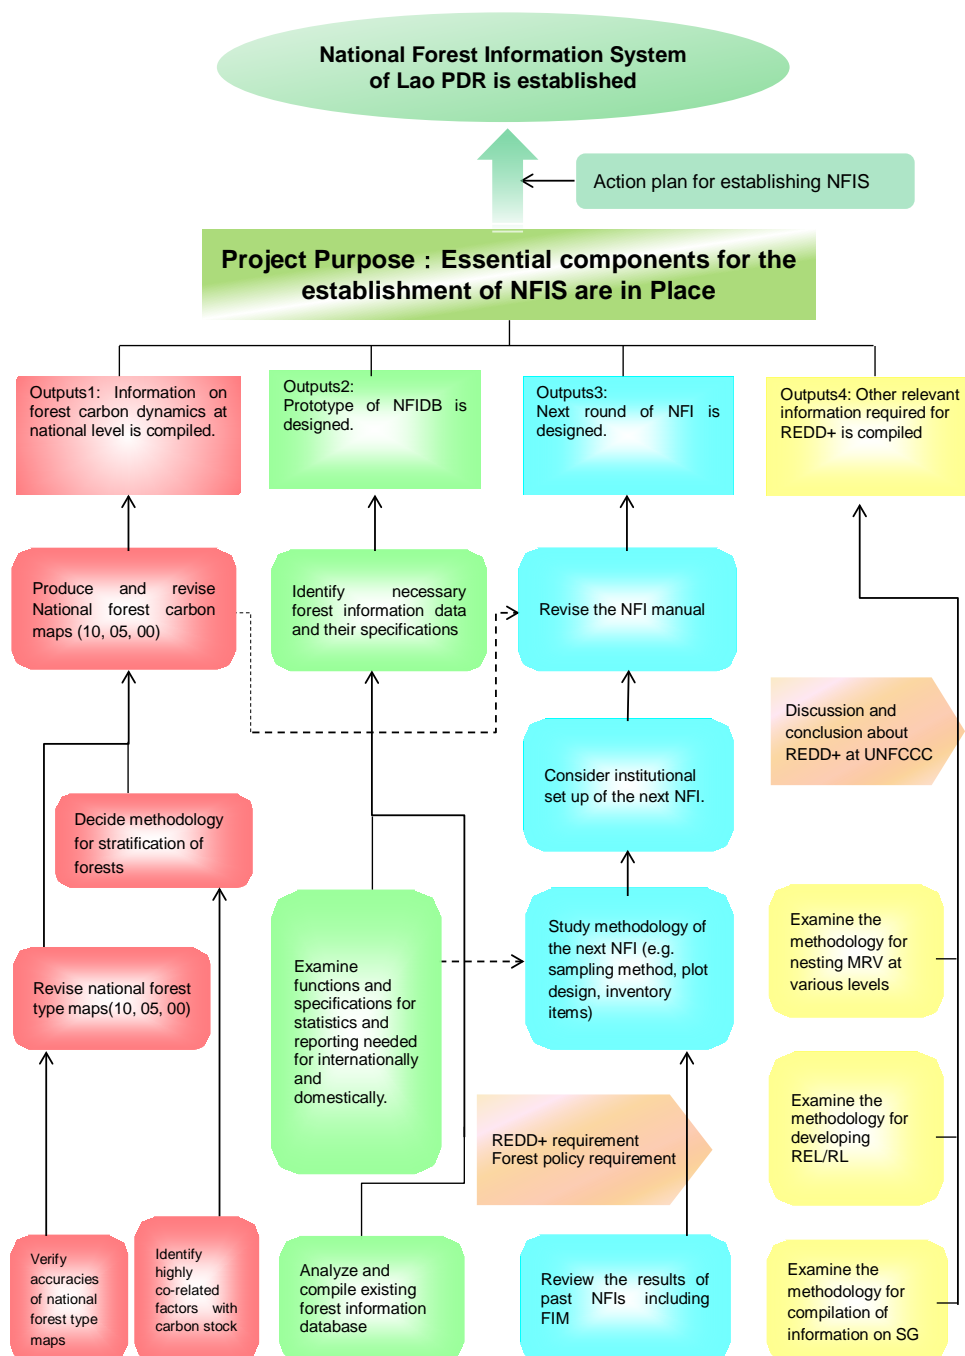 National Forest Information System
of Lao PDR is established
Action plan for establishing NFIS
Project Purpose : Essential components for the
establishment of NFIS are in Place
Outputs1: Information on
forest carbon dynamics at
national level is compiled.
Outputs2:
Prototype of NFIDB is
designed.
Outputs3:
Next round of NFI is
designed.
Outputs4: Other relevant
information required for
REDD+ is compiled
Produce and revise
National forest carbon
maps (10, 05, 00)
Identify necessary
forest information data
and their specifications
Revise the NFI manual
Discussion and
conclusion about
REDD+ at UNFCCC
Consider institutional
set up of the next NFI.
Decide methodology
for stratification of
forests
Revise national forest
type maps(10, 05, 00)
Examine
functions and
specifications for
statistics and
reporting needed
for internationally
and
domestically.
Study methodology of
the next NFI (e.g.
sampling method, plot
design, inventory
items)
Examine the
methodology for
nesting MRV at
various levels
REDD+ requirement
Forest policy requirement
Examine the
methodology for
developing
REL/RL
Verify
accuracies
of national
forest type
maps
Identify
highly
co-related
factors with
carbon stock
Analyze and
compile existing
forest information
database
Review the results of
past NFIs including
FIM
Examine the
methodology for
compilation of
information on SG